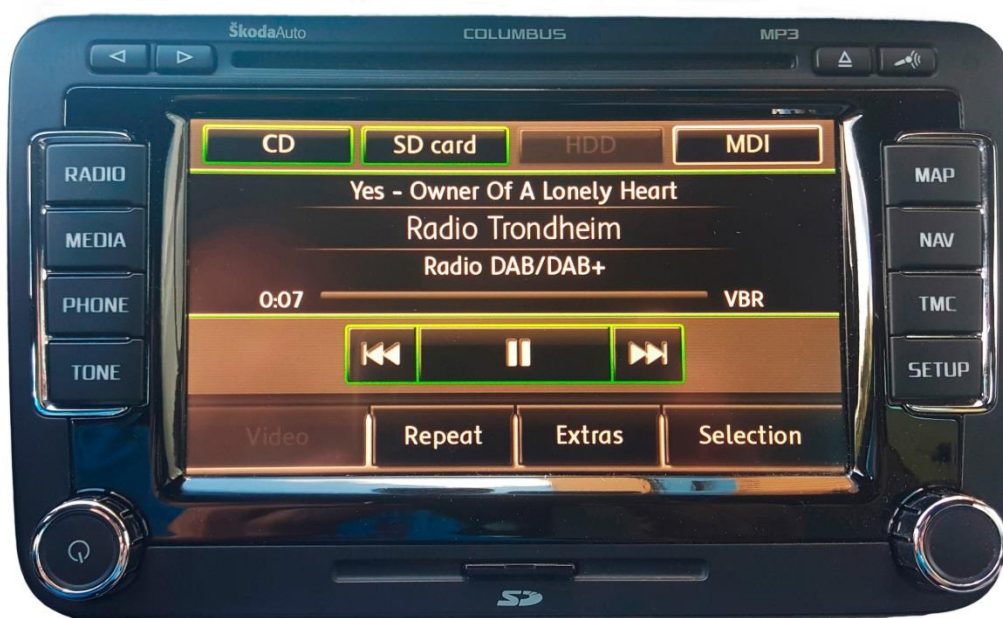 ŠkodaAuto COLUMBUS MP3
RADIO
MEDIA
PHONE
TONE
CD SD card HDD MDI
Yes - Owner Of A Lonely Heart
Radio Trondheim
Radio DAB/DAB+
0:07 VBR
Video Repeat Extras Selection
MAP
NAV
TMC
SETUP
SD